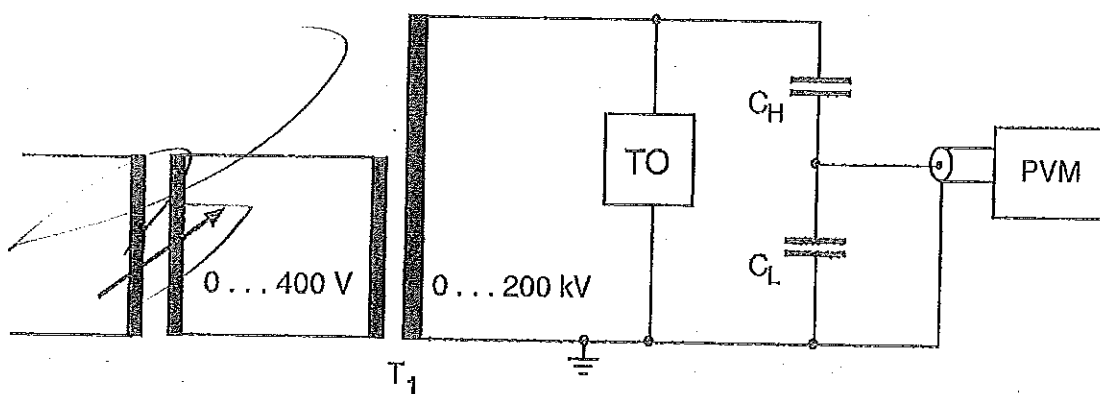 C_H
TO
PVM
0 . . . 400 V
0 . . . 200 kV
C_L
T_1